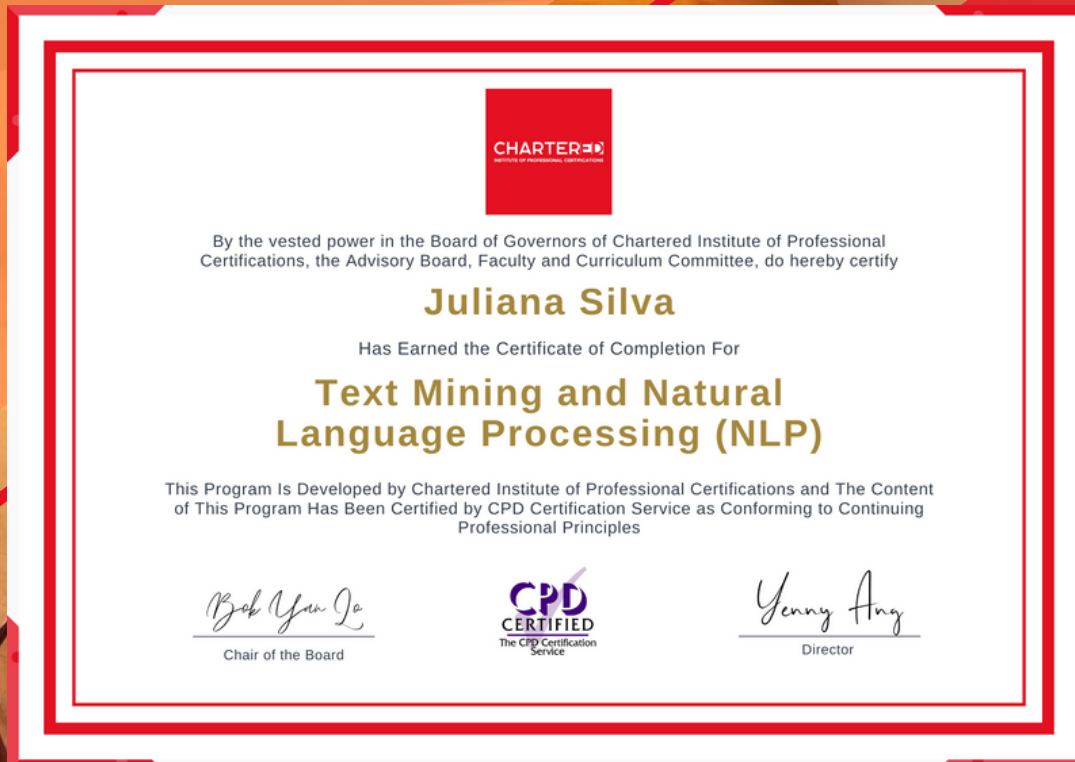 CHARTERED
INSTITUTE OF PROFESSIONAL CERTIFICATIONS
By the vested power in the Board of Governors of Chartered Institute of Professional
Certifications, the Advisory Board, Faculty and Curriculum Committee, do hereby certify
Juliana Silva
Has Earned the Certificate of Completion For
Text Mining and Natural
Language Processing (NLP)
This Program Is Developed by Chartered Institute of Professional Certifications and The Content
of This Program Has Been Certified by CPD Certification Service as Conforming to Continuing
Professional Principles
Bok Yan Lo
Chair of the Board
CPD
CERTIFIED
The CPD Certification
Service
Yenny Ang
Director